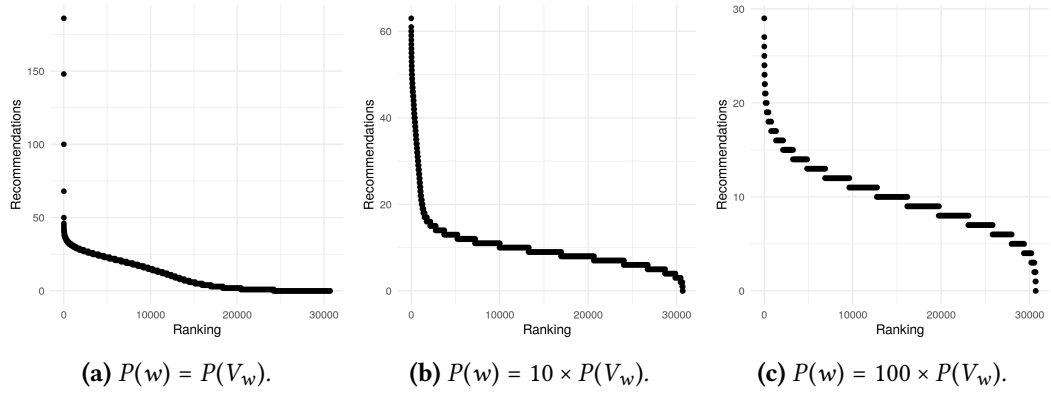 150
100
50
0
Recommendations
0
10000
20000
30000
Ranking
(a) P(w) = P(V_w).
60
40
20
0
Recommendations
0
10000
20000
30000
Ranking
(b) P(w) = 10 × P(V_w).
30
20
10
0
Recommendations
0
10000
20000
30000
Ranking
(c) P(w) = 100 × P(V_w).